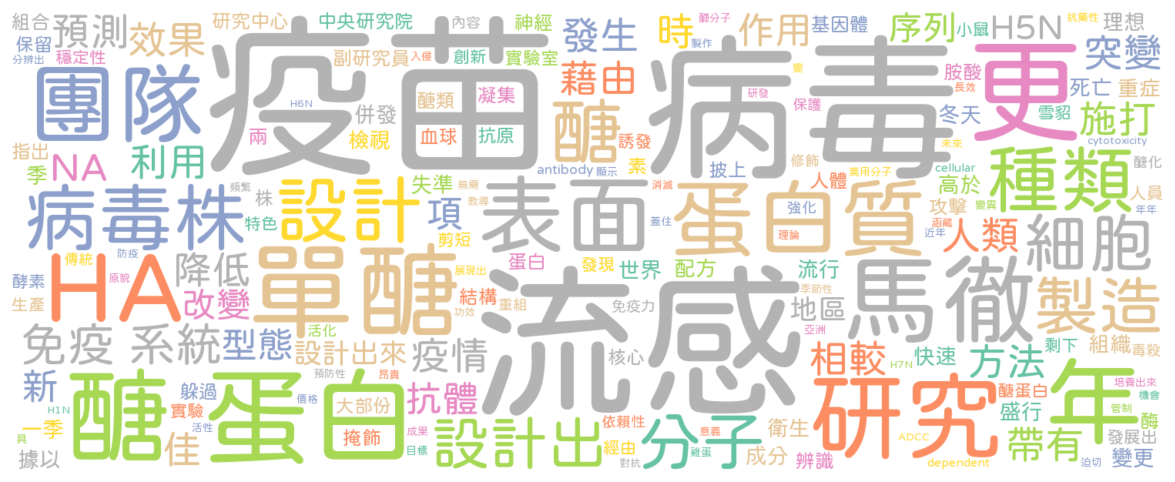 組合
預測
效果
研究中心
中央研究院
內容
神經
發生
時
醣分子
製作
作用
基因體
序列
小鼠
H5N
抗藥性
理想
保留
分辨出
穩定性
副研究員
入侵
創新
實驗室
疫苗
病毒
更
突變
團隊
H6N
併發
醣類
凝集
藉由
變
研發
保護
胺酸
長效
死亡
重症
兩
檢視
血球
抗原
醣
誘發
冬天
雪貂
施打
cytotoxicity
指出
季
NA
利用
antibody
顯示
素
披上
修飾
人體
萬用分子
未來
cellular
高於
種類
醣化
病毒株
頻繁
株
特色
設計
失準
項
剪短
無需
教導
表面
消滅
蓋住
蛋白質
強化
理論
攻擊
變異
涵蓋
近年
人類
人員
年年
細胞
防疫
傳統
原貌
酵素
生產
HA
降低
改變
單醣
展現出
功效
結構
重組
蛋白
發現
世界
配方
流行
季節性
地區
亞洲
馬徹
製造
免疫力
流感
免疫系統
型態
活化
設計出來
預防性
昂貴
疫情
核心
相較
H7N
快速
方法
剩下
組織
毒殺
新
醣蛋白
躲過
實驗
活性
價格
大部份
掩飾
抗體
成果
目標
設計出
依賴性
經由
對抗
分子
意義
雞蛋
衛生
成分
辨識
研究
ADCC
dependent
醣蛋白
盛行
帶有
年
培養出來
機會
管制
酶
發展出
迫切
變更
H1N
一季
具
據以
佳